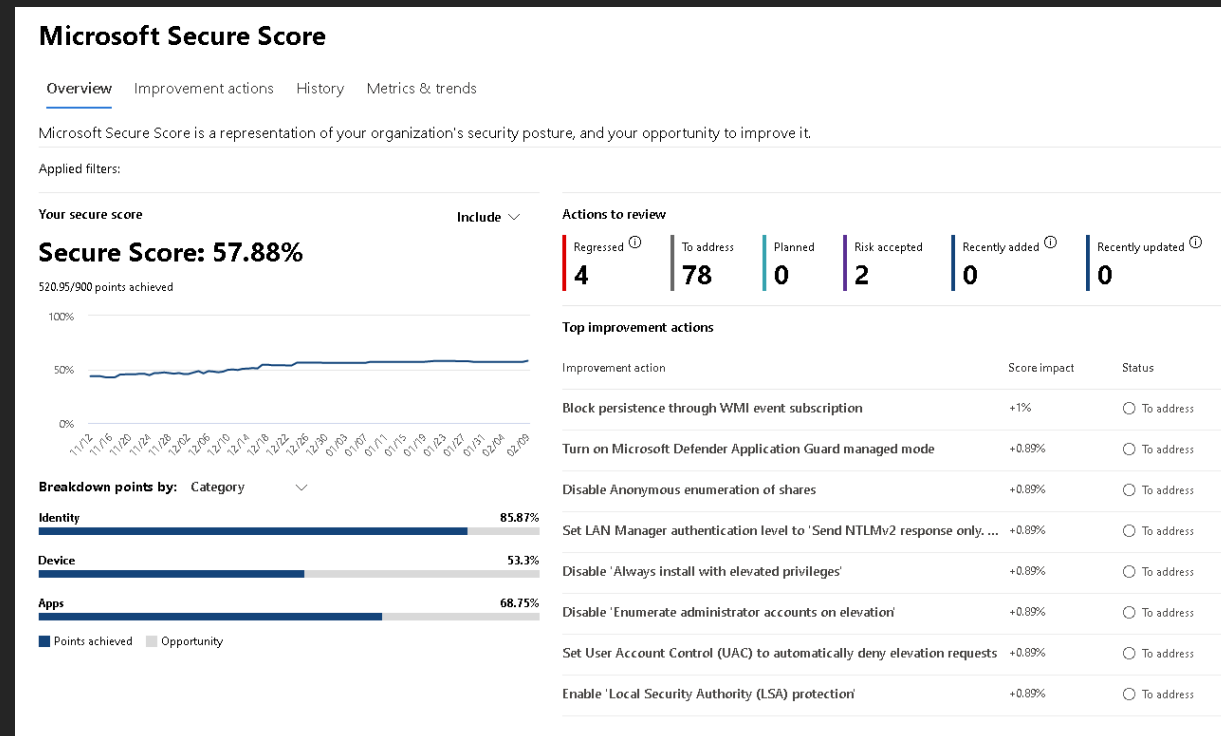 Microsoft Secure Score
Overview Improvement actions History Metrics & trends
Microsoft Secure Score is a representation of your organization's security posture, and your opportunity to improve it.
Applied filters:
Your secure score
Include
Secure Score: 57.88%
520.95/900 points achieved
100%
50%
0%
11/12 11/16 11/20 11/24 11/28 12/02 12/06 12/10 12/14 12/18 12/22 12/26 12/30 01/03 01/07 01/11 01/15 01/19 01/23 01/27 01/31 02/04 02/09
Breakdown points by: Category
Identity 85.87%
Device 53.3%
Apps 68.75%
Points achieved Opportunity
Actions to review
Regressed To address Planned Risk accepted Recently added Recently updated
4 78 0 2 0 0
Top improvement actions
Improvement action Score impact Status
Block persistence through WMI event subscription +1% To address
Turn on Microsoft Defender Application Guard managed mode +0.89% To address
Disable Anonymous enumeration of shares +0.89% To address
Set LAN Manager authentication level to 'Send NTLMv2 response only. ... +0.89% To address
Disable 'Always install with elevated privileges' +0.89% To address
Disable 'Enumerate administrator accounts on elevation' +0.89% To address
Set User Account Control (UAC) to automatically deny elevation requests +0.89% To address
Enable 'Local Security Authority (LSA) protection' +0.89% To address